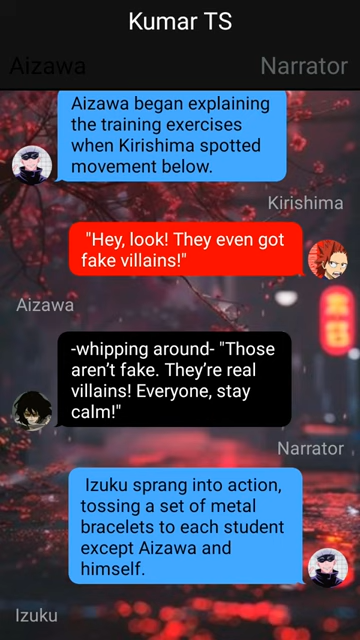 Kumar TS
Aizawa
Narrator
Aizawa began explaining
the training exercises
when Kirishima spotted
movement below.
Kirishima
"Hey, look! They even got
fake villains!"
Aizawa
-whipping around- "Those
aren't fake. They're real
villains! Everyone, stay
calm!"
Narrator
Izuku sprang into action,
tossing a set of metal
bracelets to each student
except Aizawa and
himself.
Izuku